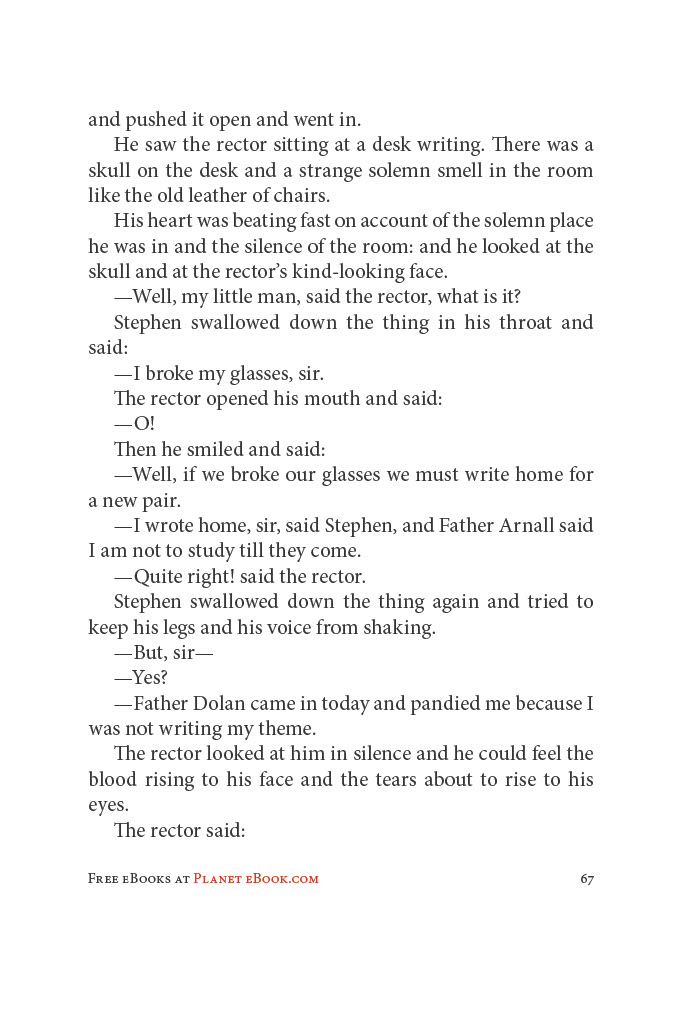 and pushed it open and went in.
He saw the rector sitting at a desk writing. There was a
skull on the desk and a strange solemn smell in the room
like the old leather of chairs.
His heart was beating fast on account of the solemn place
he was in and the silence of the room: and he looked at the
skull and at the rector’s kind-looking face.
—Well, my little man, said the rector, what is it?
Stephen swallowed down the thing in his throat and
said:
—I broke my glasses, sir.
The rector opened his mouth and said:
—O!
Then he smiled and said:
—Well, if we broke our glasses we must write home for
a new pair.
—I wrote home, sir, said Stephen, and Father Arnall said
I am not to study till they come.
—Quite right! said the rector.
Stephen swallowed down the thing again and tried to
keep his legs and his voice from shaking.
—But, sir—
—Yes?
—Father Dolan came in today and pandied me because I
was not writing my theme.
The rector looked at him in silence and he could feel the
blood rising to his face and the tears about to rise to his
eyes.
The rector said:
Free eBooks at Planet eBook.com 67